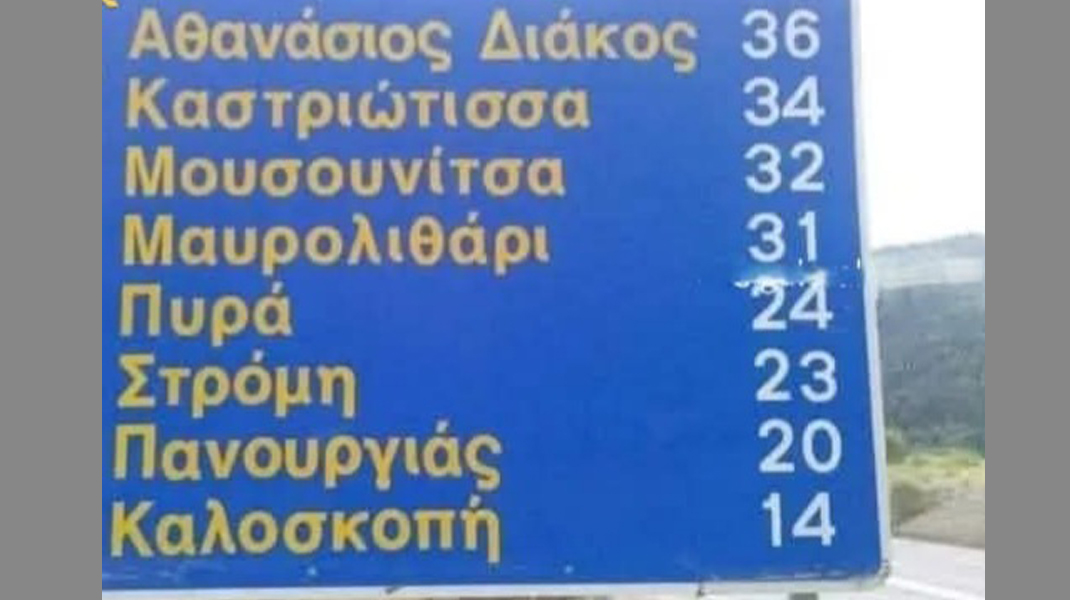 Αθανάσιος Διάκος 36
Καστριώτισσα 34
Μουσουνίτσα 32
Μαυρολιθάρι 31
Πυρά 24
Στρόμη 23
Πανουργιάς 20
Καλοσκοπή 14